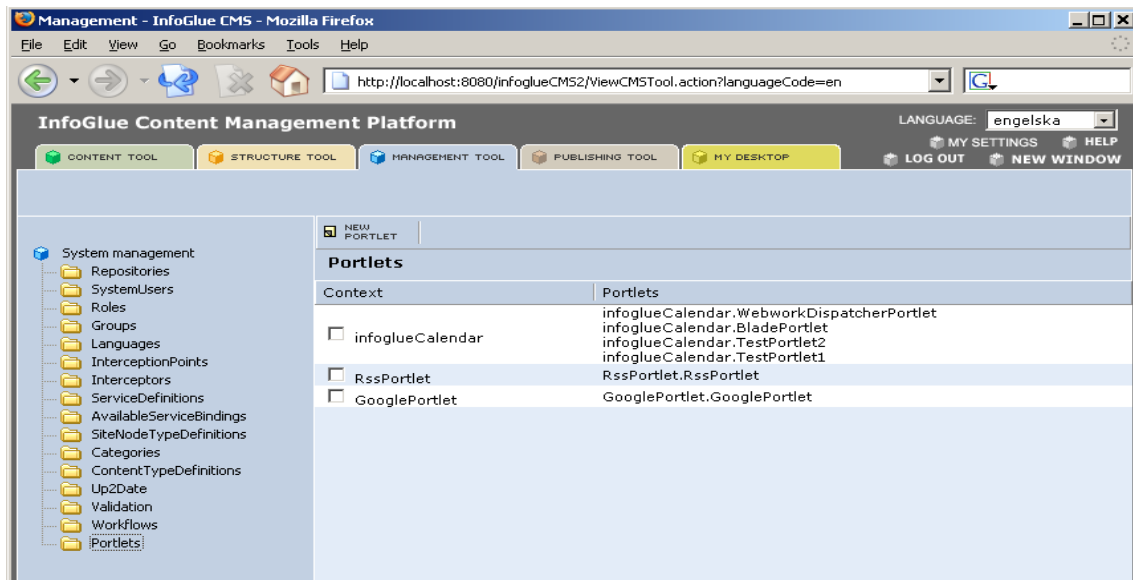 Management - InfoGlue CMS - Mozilla Firefox
File Edit View Go Bookmarks Tools Help
http://localhost:8080/infoglueCMS2/ViewCMSTool.action?languageCode=en
G
InfoGlue Content Management Platform
LANGUAGE: engelska
MY SETTINGS HELP
LOG OUT NEW WINDOW
CONTENT TOOL STRUCTURE TOOL MANAGEMENT TOOL PUBLISHING TOOL MY DESKTOP
System management
Repositories
SystemUsers
Roles
Groups
Languages
InterceptionPoints
Interceptors
ServiceDefinitions
AvailableServiceBindings
SiteNodeTypeDefinitions
Categories
ContentTypeDefinitions
Up2Date
Validation
Workflows
Portlets
NEW
PORTLET
Portlets
Context Portlets
infoglueCalendar
infoglueCalendar.WebworkDispatcherPortlet
infoglueCalendar.BladePortlet
infoglueCalendar.TestPortlet2
infoglueCalendar.TestPortlet1
RssPortlet RssPortlet.RssPortlet
GooglePortlet GooglePortlet.GooglePortlet